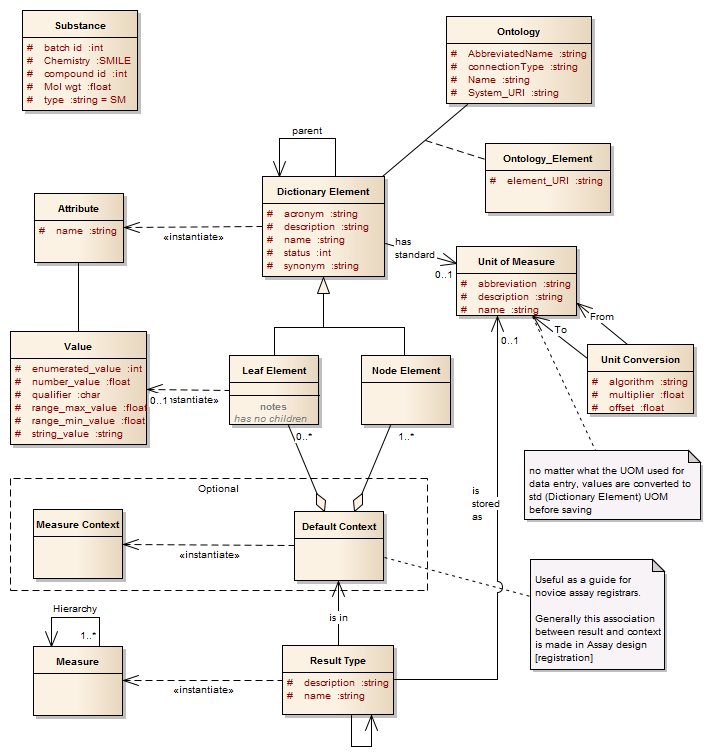 Substance
# batch id :int
# Chemistry :SMILE
# compound id :int
# Mol wgt :float
# type :string = SM
Ontology
# AbbreviatedName :string
# connectionType :string
# Name :string
# System_URI :string
parent
Ontology_Element
# element_URI :string
Dictionary Element
# acronym :string
# description :string
# name :string
# status :int
# synonym :string
Attribute
# name :string
«instantiate»
has
standard
0..1
Unit of Measure
# abbreviation :string
# description :string
# name :string
0..1
To
From
Unit Conversion
# algorithm :string
# multiplier :float
# offset :float
Value
# enumerated_value :int
# number_value :float
# qualifier :char
# range_max_value :float
# range_min_value :float
# string_value :string
0..1
nstantiate»
Leaf Element
notes
has no children
Node Element
0..*
1..*
no matter what the UOM used for
data entry, values are converted to
std (Dictionary Element) UOM
before saving
Optional
is
stored
as
Measure Context
«instantiate»
Default Context
Useful as a guide for
novice assay registrars.
Generally this association
between result and context
is made in Assay design
[registration]
is in
Hierarchy
1..*
Measure
«instantiate»
Result Type
# description :string
# name :string